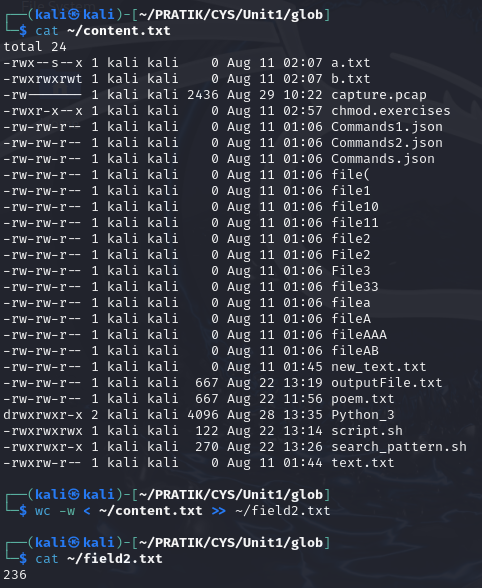 ┌──(kali㉿kali)-[~/PRATIK/CYS/Unit1/glob]
└─$ cat ~/content.txt
total 24
-rwx--s--x 1 kali kali    0 Aug 11 02:07 a.txt
-rwxrwxrwt 1 kali kali    0 Aug 11 02:07 b.txt
-rw------- 1 kali kali 2436 Aug 29 10:22 capture.pcap
-rwxr-x--x 1 kali kali    0 Aug 11 02:57 chmod.exercises
-rw-rw-r-- 1 kali kali    0 Aug 11 01:06 Commands1.json
-rw-rw-r-- 1 kali kali    0 Aug 11 01:06 Commands2.json
-rw-rw-r-- 1 kali kali    0 Aug 11 01:06 Commands.json
-rw-rw-r-- 1 kali kali    0 Aug 11 01:06 file(
-rw-rw-r-- 1 kali kali    0 Aug 11 01:06 file1
-rw-rw-r-- 1 kali kali    0 Aug 11 01:06 file10
-rw-rw-r-- 1 kali kali    0 Aug 11 01:06 file11
-rw-rw-r-- 1 kali kali    0 Aug 11 01:06 file2
-rw-rw-r-- 1 kali kali    0 Aug 11 01:06 File2
-rw-rw-r-- 1 kali kali    0 Aug 11 01:06 File3
-rw-rw-r-- 1 kali kali    0 Aug 11 01:06 file33
-rw-rw-r-- 1 kali kali    0 Aug 11 01:06 filea
-rw-rw-r-- 1 kali kali    0 Aug 11 01:06 fileA
-rw-rw-r-- 1 kali kali    0 Aug 11 01:06 fileAAA
-rw-rw-r-- 1 kali kali    0 Aug 11 01:06 fileAB
-rw-rw-r-- 1 kali kali    0 Aug 11 01:45 new_text.txt
-rw-rw-r-- 1 kali kali  667 Aug 22 13:19 outputFile.txt
-rw-rw-r-- 1 kali kali  667 Aug 22 11:56 poem.txt
drwxrwxr-x 2 kali kali 4096 Aug 28 13:35 Python_3
-rwxrwxrwx 1 kali kali  122 Aug 22 13:14 script.sh
-rwxrwxr-x 1 kali kali  270 Aug 22 13:26 search_pattern.sh
-rwxrw-r-- 1 kali kali    0 Aug 11 01:44 text.txt
┌──(kali㉿kali)-[~/PRATIK/CYS/Unit1/glob]
└─$ wc -w < ~/content.txt >> ~/field2.txt
┌──(kali㉿kali)-[~/PRATIK/CYS/Unit1/glob]
└─$ cat ~/field2.txt
236